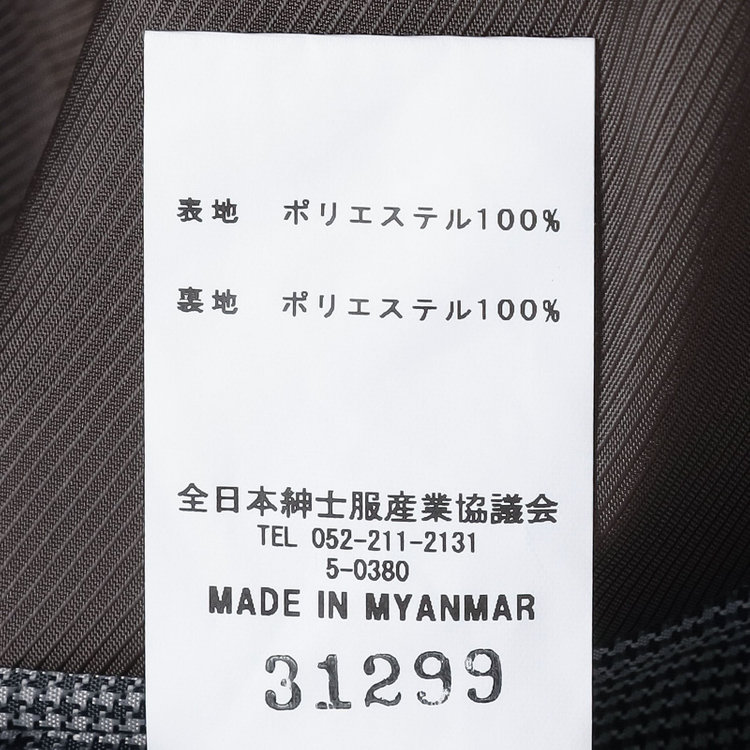 表地　ポリエステル100%
裏地　ポリエステル100%
全日本紳士服産業協議会
TEL 052-211-2131
5-0380
MADE IN MYANMAR
31299